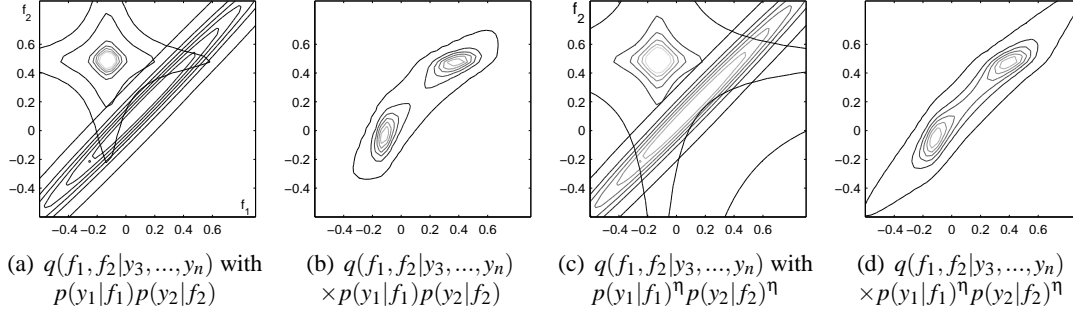 f₂
0.6
0.4
0.2
0
−0.2
−0.4
f₁
−0.4 −0.2 0 0.2 0.4 0.6
0.6
0.4
0.2
0
−0.2
−0.4
−0.4 −0.2 0 0.2 0.4 0.6
f₂
0.6
0.4
0.2
0
−0.2
−0.4
−0.4 −0.2 0 0.2 0.4 0.6
0.6
0.4
0.2
0
−0.2
−0.4
−0.4 −0.2 0 0.2 0.4 0.6
(a) q(f₁, f₂|y₃, ..., yₙ) with
p(y₁|f₁)p(y₂|f₂)
(b) q(f₁, f₂|y₃, ..., yₙ)
×p(y₁|f₁)p(y₂|f₂)
(c) q(f₁, f₂|y₃, ..., yₙ) with
p(y₁|f₁)^η p(y₂|f₂)^η
(d) q(f₁, f₂|y₃, ..., yₙ)
×p(y₁|f₁)^η p(y₂|f₂)^η